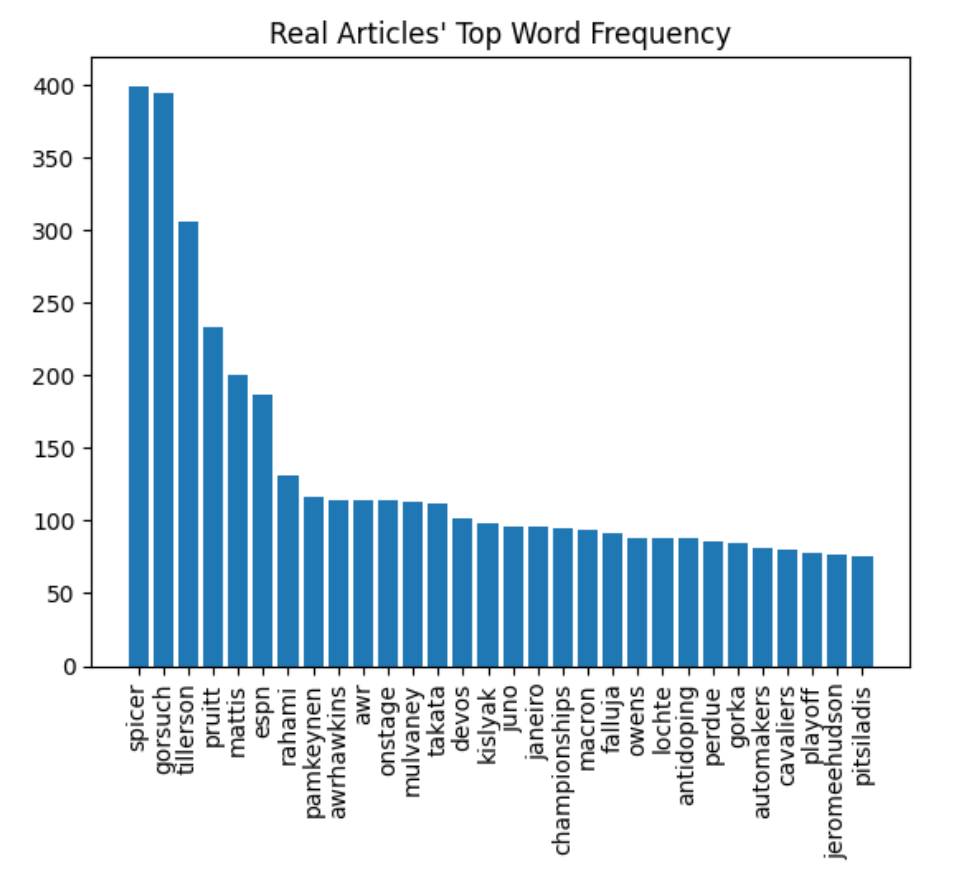 Real Articles' Top Word Frequency
400
350
300
250
200
150
100
50
0
spicer
gorsuch
tillerson
pruitt
mattis
espn
rahami
pamkeynen
awrhawkins
awr
onstage
mulvaney
takata
devos
kislyak
juno
janeiro
championships
macron
falluja
owens
lochte
antidoping
perdue
gorka
automakers
cavaliers
playoff
jeromeehudson
pitsiladis